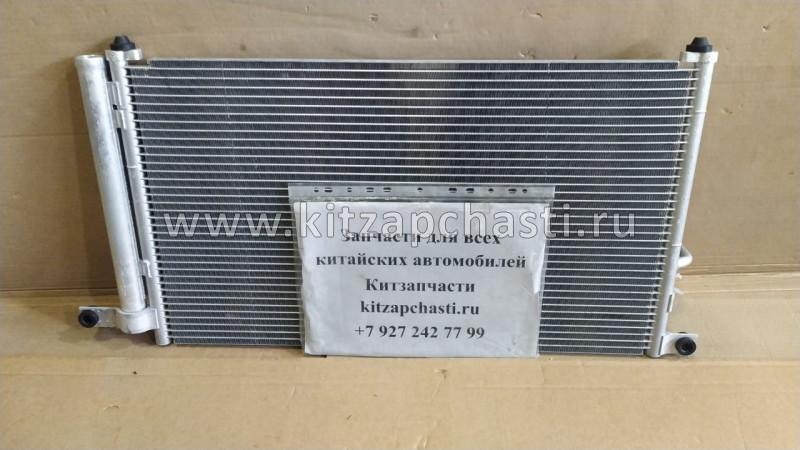 www.kitzapchasti.ru
Запчасти для всех
китайских автомобилей
Китзапчасти
kitzapchasti.ru
+7 927 242 77 99